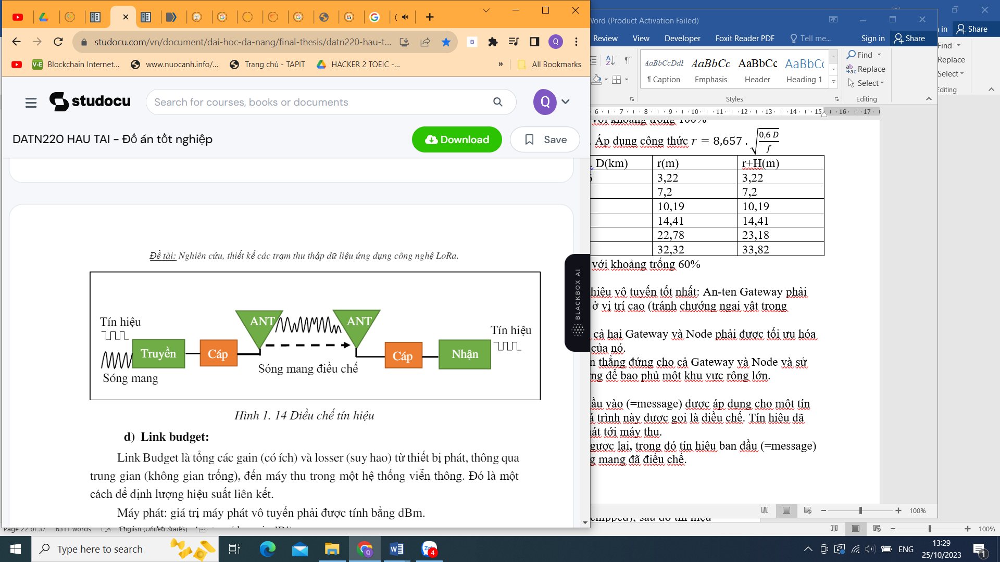 studocu.com/vn/document/dai-hoc-da-nang/final-thesis/datn220-hau-t...
Q
Blockchain Internet...
www.nuocanh.info/...
Trang chủ - TAPIT
HACKER 2 TOEIC -...
»
All Bookmarks
studocu
Search for courses, books or documents
Q
DATN220 HAU TAI - Đồ án tốt nghiệp
Download
Save
Đề tài: Nghiên cứu, thiết kế các trạm thu thập dữ liệu ứng dụng công nghệ LoRa.
Tín hiệu
Truyền
Sóng mang
Cáp
ANT
Sóng mang điều chế
ANT
Cáp
Nhận
Tín hiệu
Hình 1. 14 Điều chế tín hiệu
d) Link budget:
Link Budget là tổng các gain (có ích) và losser (suy hao) từ thiết bị phát, thông qua
trung gian (không gian trống), đến máy thu trong một hệ thống viễn thông. Đó là một
cách để định lượng hiệu suất liên kết.
Máy phát: giá trị máy phát vô tuyến phải được tính bằng dBm.
BLACKBOX AI
Word (Product Activation Failed)
Review View Developer Foxit Reader PDF Tell me... Sign in Share
AaBbCcDdE AaBbCc AaBbCc AaBbCc
¶ Caption Emphasis Header Heading 1
Styles
Find
Replace
Select
Editing
6 7 8 9 10 11 12 13 14 15 16 17
với khoảng trống 100%
. Áp dụng công thức r = 8,657 . √(0,6 D / f)
. D(km) r(m) r+H(m)
5 3,22 3,22
7,2 7,2
10,19 10,19
14,41 14,41
22,78 23,18
32,32 33,82
với khoảng trống 60%
hiệu vô tuyến tốt nhất: An-ten Gateway phải
ở vị trí cao (tránh chướng ngại vật trong
cả hai Gateway và Node phải được tối ưu hóa
của nó.
n thẳng đứng cho cả Gateway và Node và sử
ng để bao phủ một khu vực rộng lớn.
ầu vào (=message) được áp dụng cho một tín
á trình này được gọi là điều chế. Tín hiệu đã
hát tới máy thu.
gược lại, trong đó tín hiệu ban đầu (=message)
g mang đã điều chế.
100%
in Share
Find
Replace
Select
Editing
Page 22 of 37 6311 words English (United States)
100%
Type here to search
4
ENG
13:29
25/10/2023
1